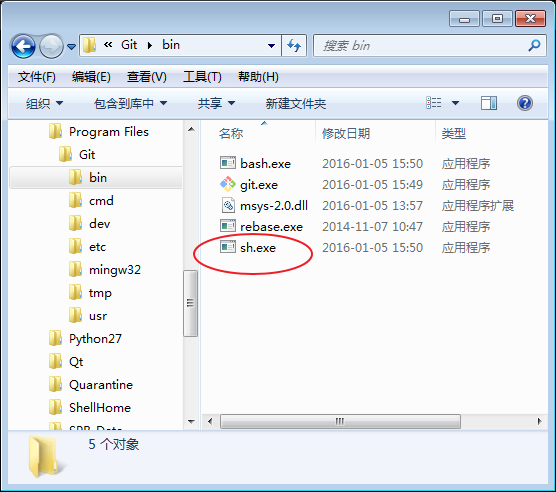 « Git bin
搜索 bin
文件(F) 编辑(E) 查看(V) 工具(T) 帮助(H)
组织 包含到库中 共享 新建文件夹
名称 修改日期 类型
Program Files
Git
bin
cmd
dev
etc
mingw32
tmp
usr
Python27
Qt
Quarantine
ShellHome
bash.exe 2016-01-05 15:50 应用程序
git.exe 2016-01-05 15:49 应用程序
msys-2.0.dll 2016-01-05 13:57 应用程序扩展
rebase.exe 2014-11-07 10:47 应用程序
sh.exe 2016-01-05 15:50 应用程序
5 个对象